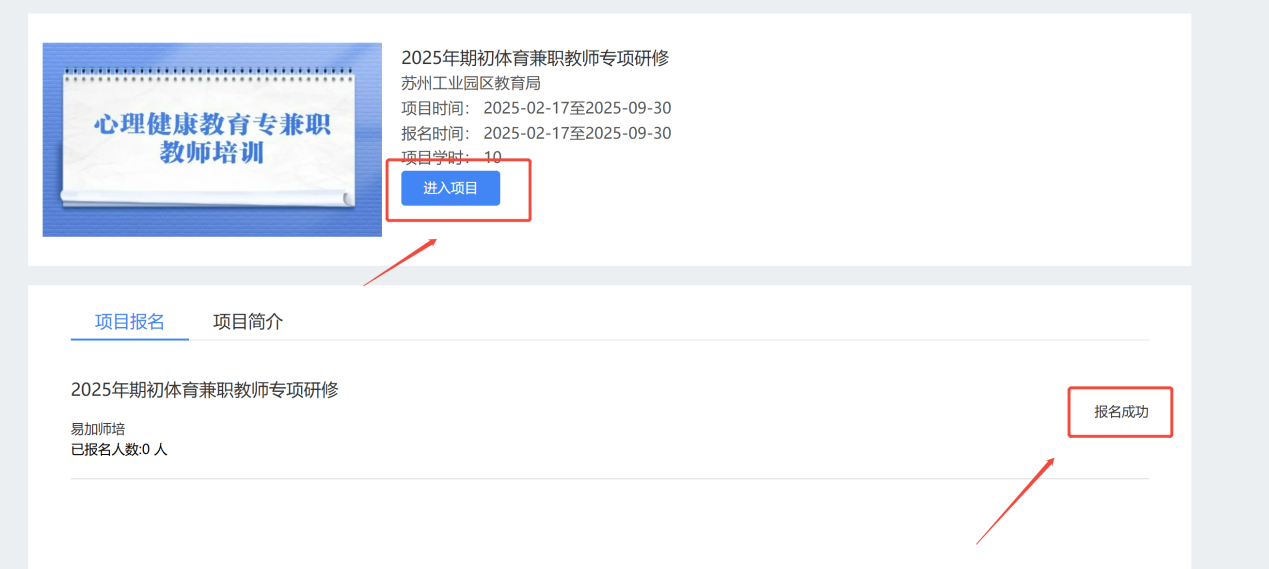 心理健康教育专兼职
教师培训
2025年期初体育兼职教师专项研修
苏州工业园区教育局
项目时间： 2025-02-17至2025-09-30
报名时间： 2025-02-17至2025-09-30
项目学时： 10
进入项目
项目报名 项目简介
2025年期初体育兼职教师专项研修
报名成功
易加师培
已报名人数:0 人